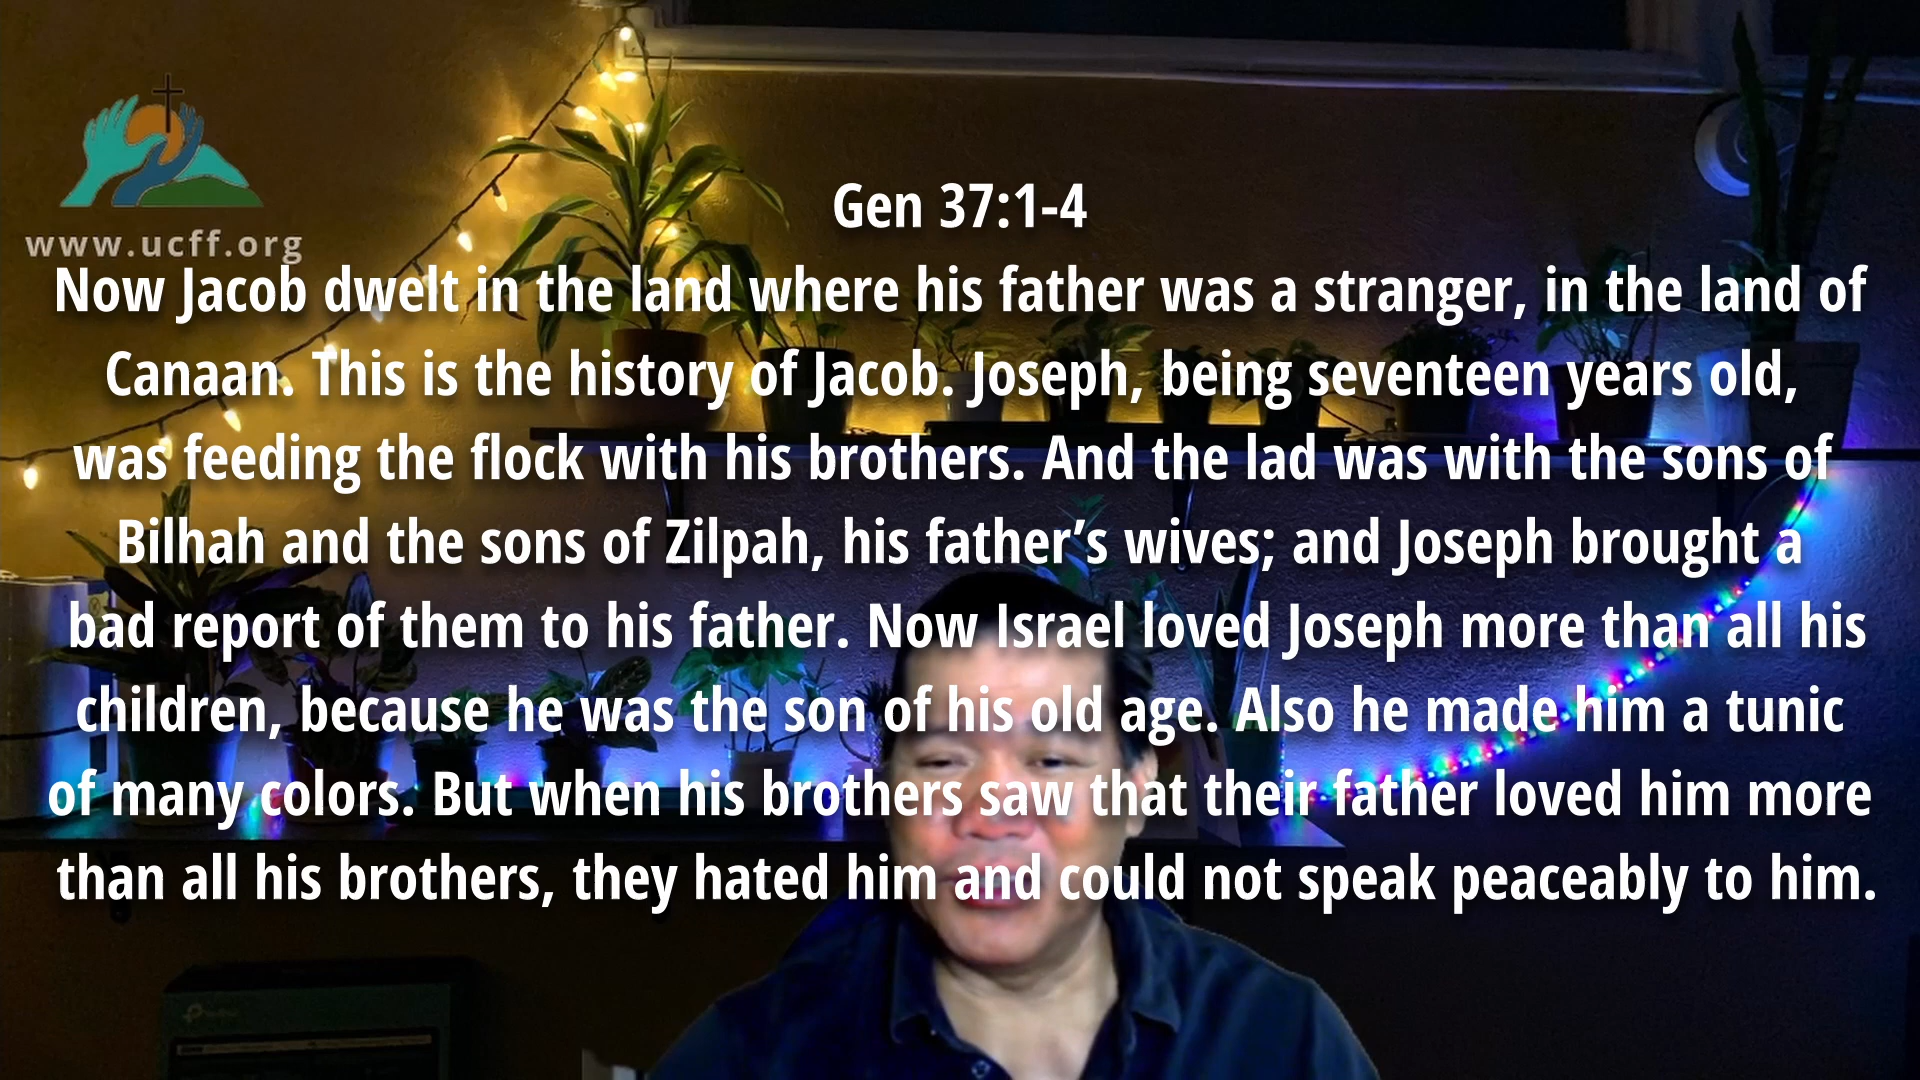 www.ucff.org
Gen 37:1-4
Now Jacob dwelt in the land where his father was a stranger, in the land of
Canaan. This is the history of Jacob. Joseph, being seventeen years old,
was feeding the flock with his brothers. And the lad was with the sons of
Bilhah and the sons of Zilpah, his father’s wives; and Joseph brought a
bad report of them to his father. Now Israel loved Joseph more than all his
children, because he was the son of his old age. Also he made him a tunic
of many colors. But when his brothers saw that their father loved him more
than all his brothers, they hated him and could not speak peaceably to him.